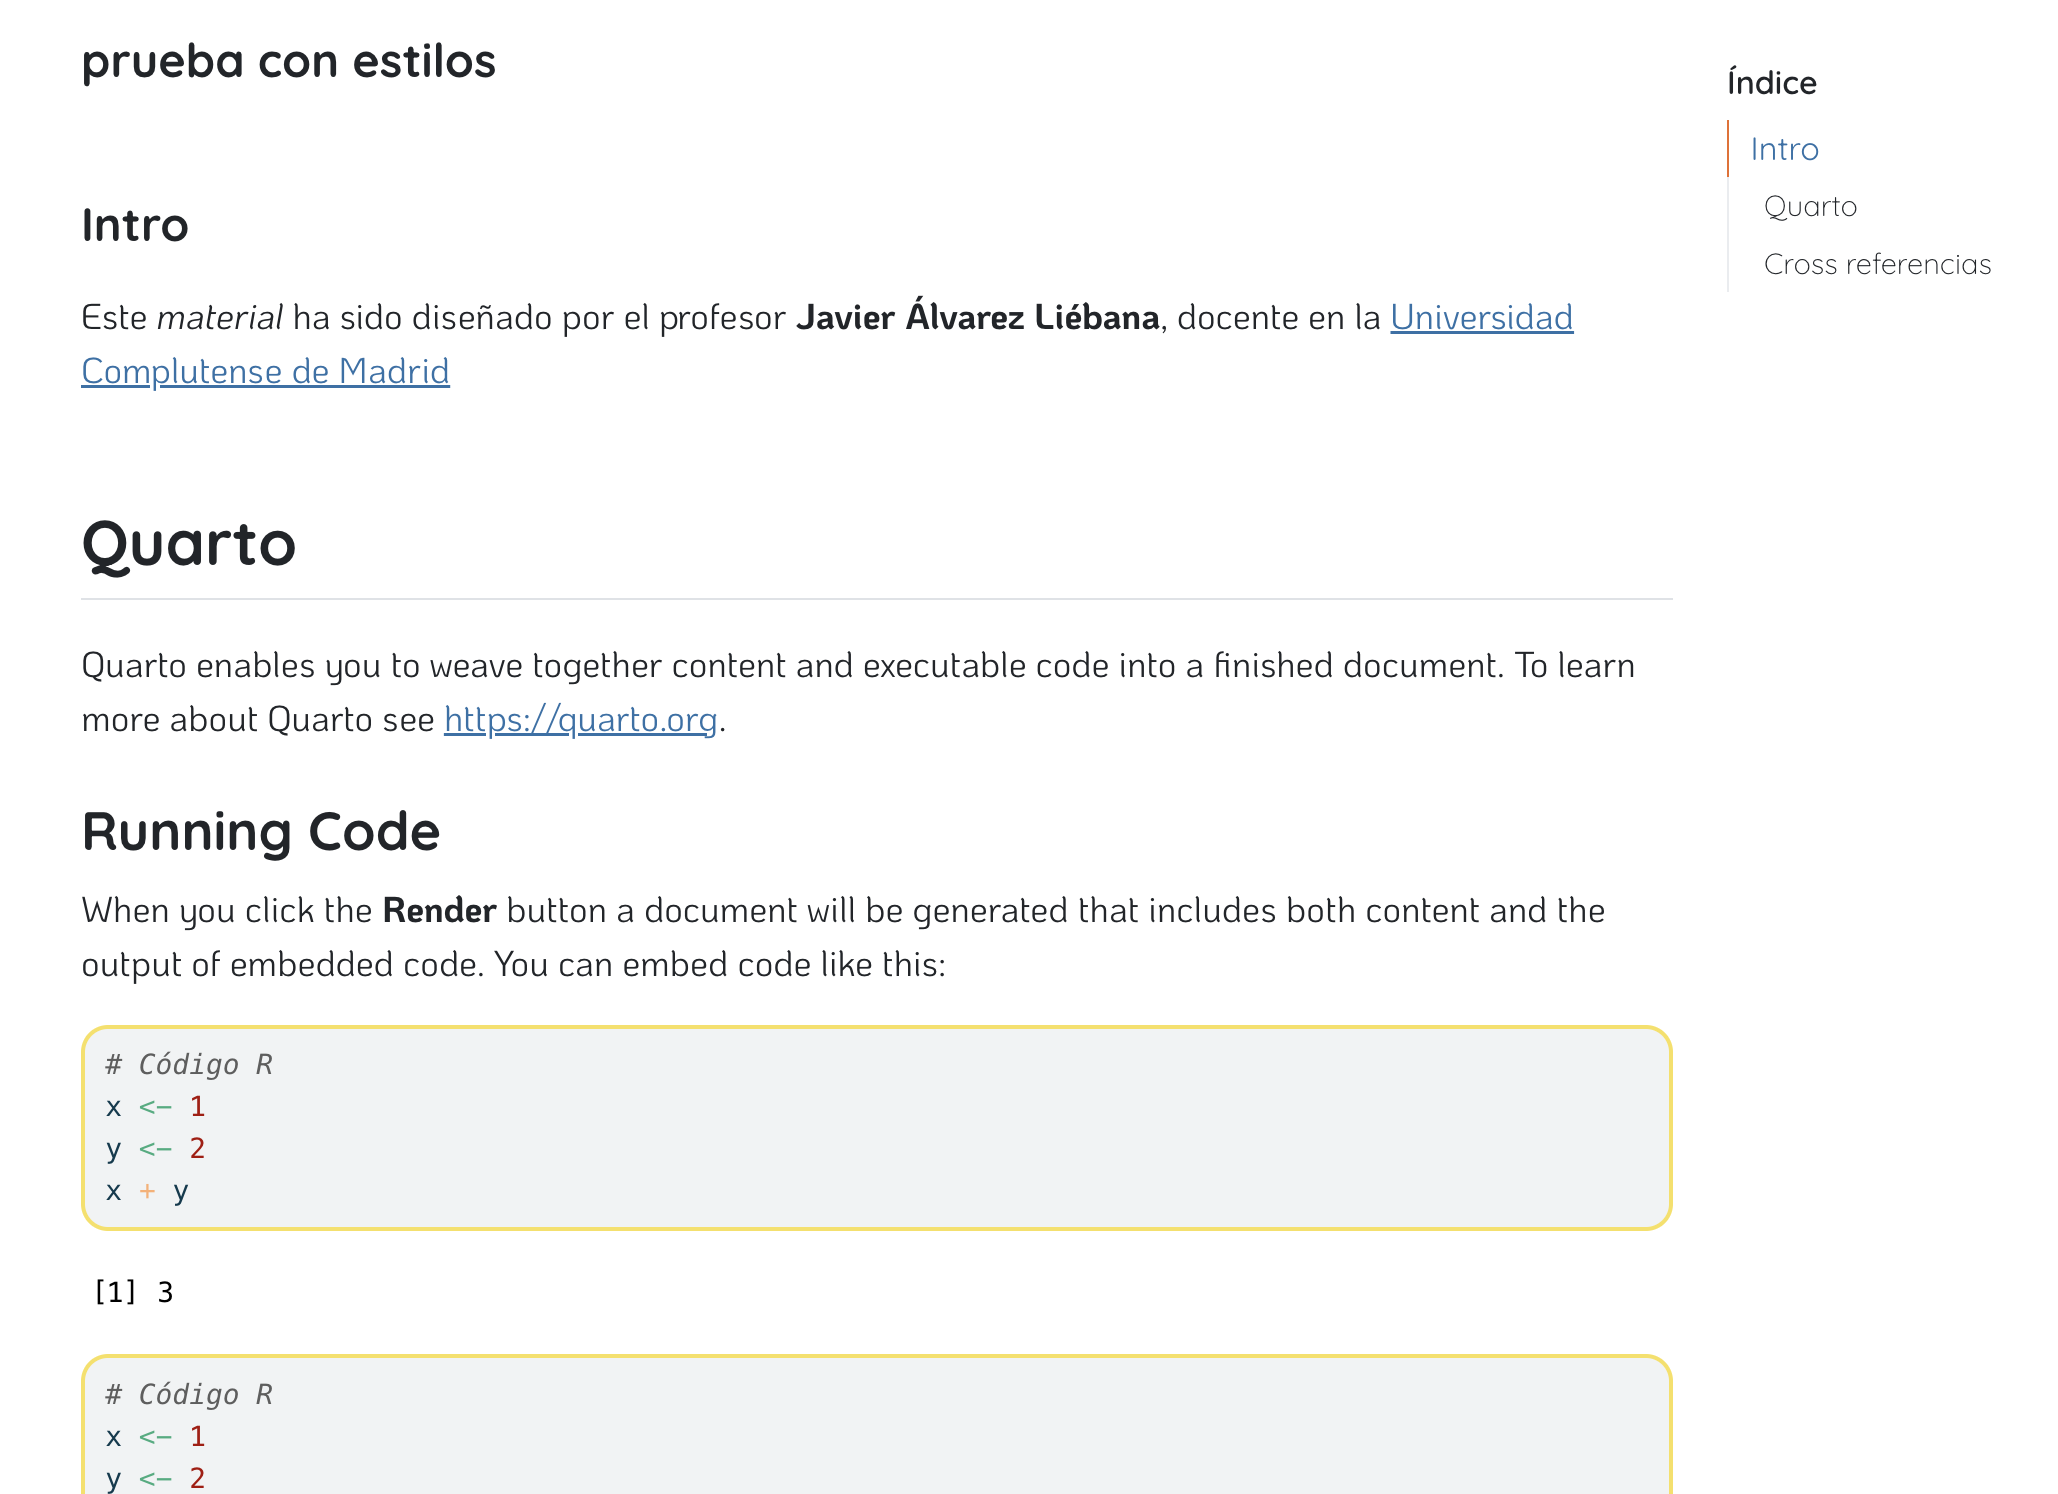 prueba con estilos
Índice
Intro
Quarto
Cross referencias
Intro
Este material ha sido diseñado por el profesor Javier Álvarez Liébana, docente en la Universidad
Complutense de Madrid
Quarto
Quarto enables you to weave together content and executable code into a finished document. To learn
more about Quarto see https://quarto.org.
Running Code
When you click the Render button a document will be generated that includes both content and the
output of embedded code. You can embed code like this:
# Código R
x <- 1
y <- 2
x + y
[1] 3
# Código R
x <- 1
y <- 2